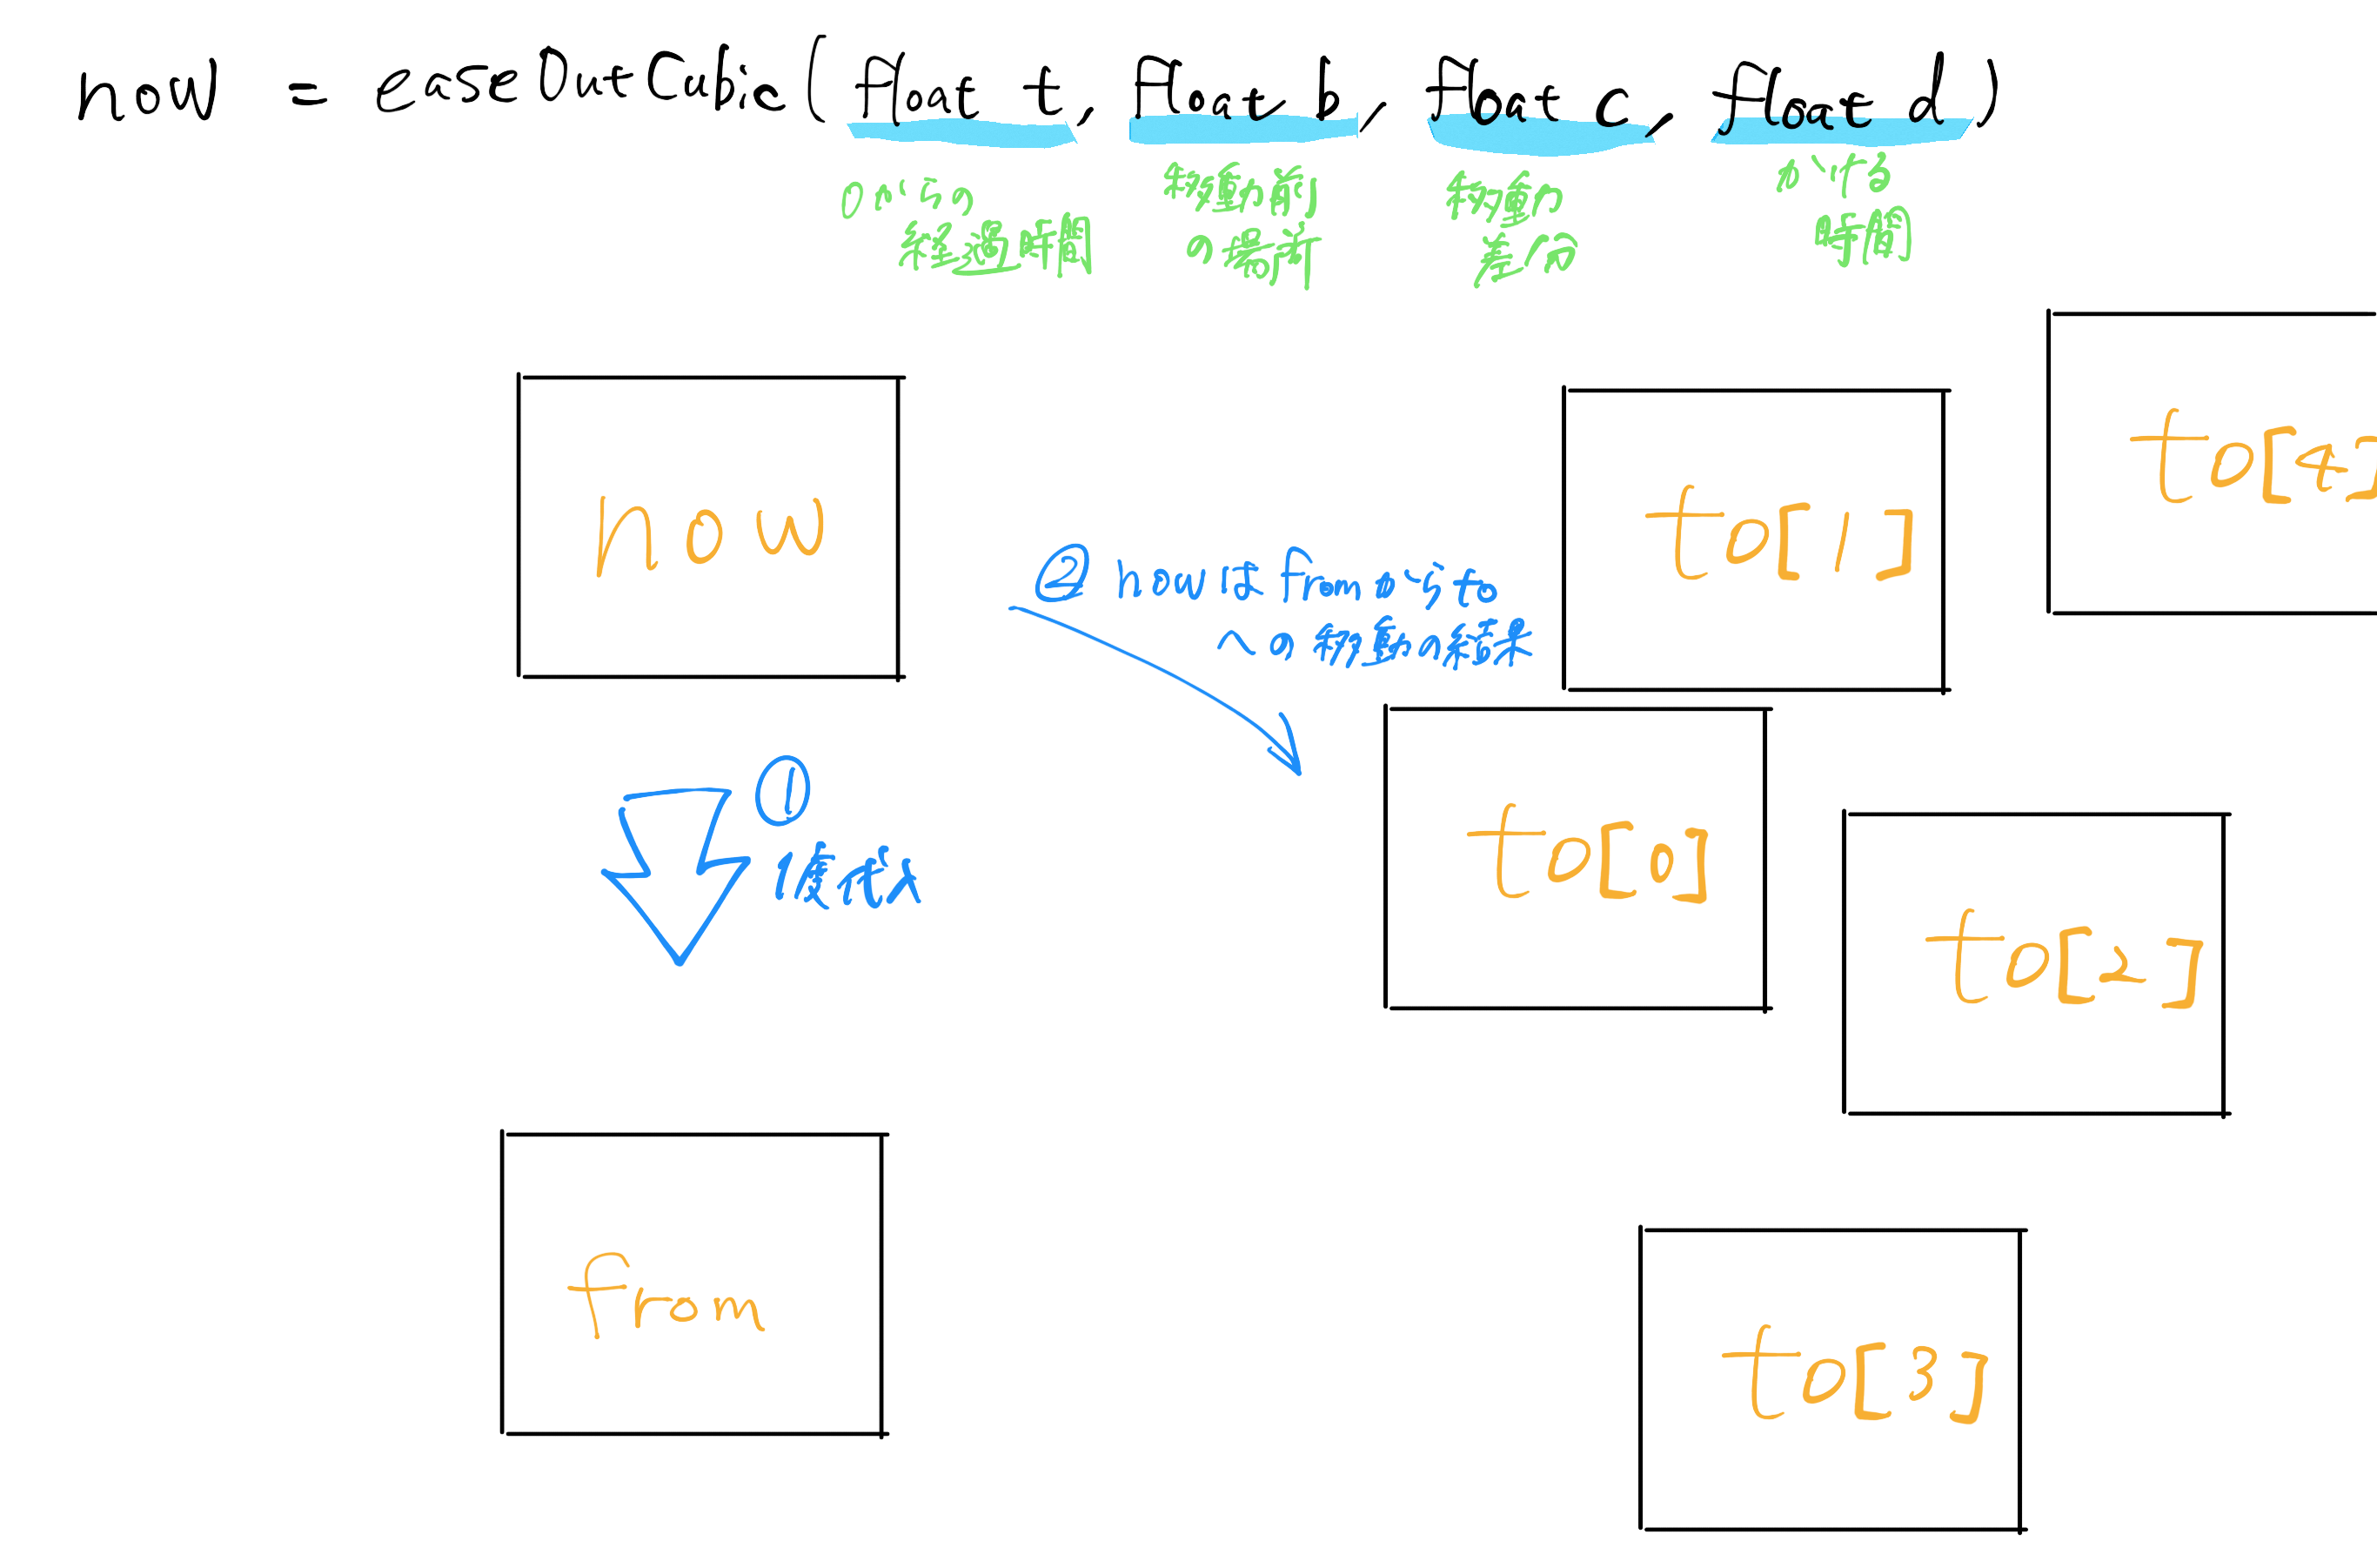 now = easeOutCubic(float t, float b, float c, float d)
0からの
経過時間
移動前
の場所
移動の
差分
かける
時間
now
② nowはfromからto
への移動の結果
to[1]
to[4]
①
値代入
to[0]
to[2]
from
to[3]